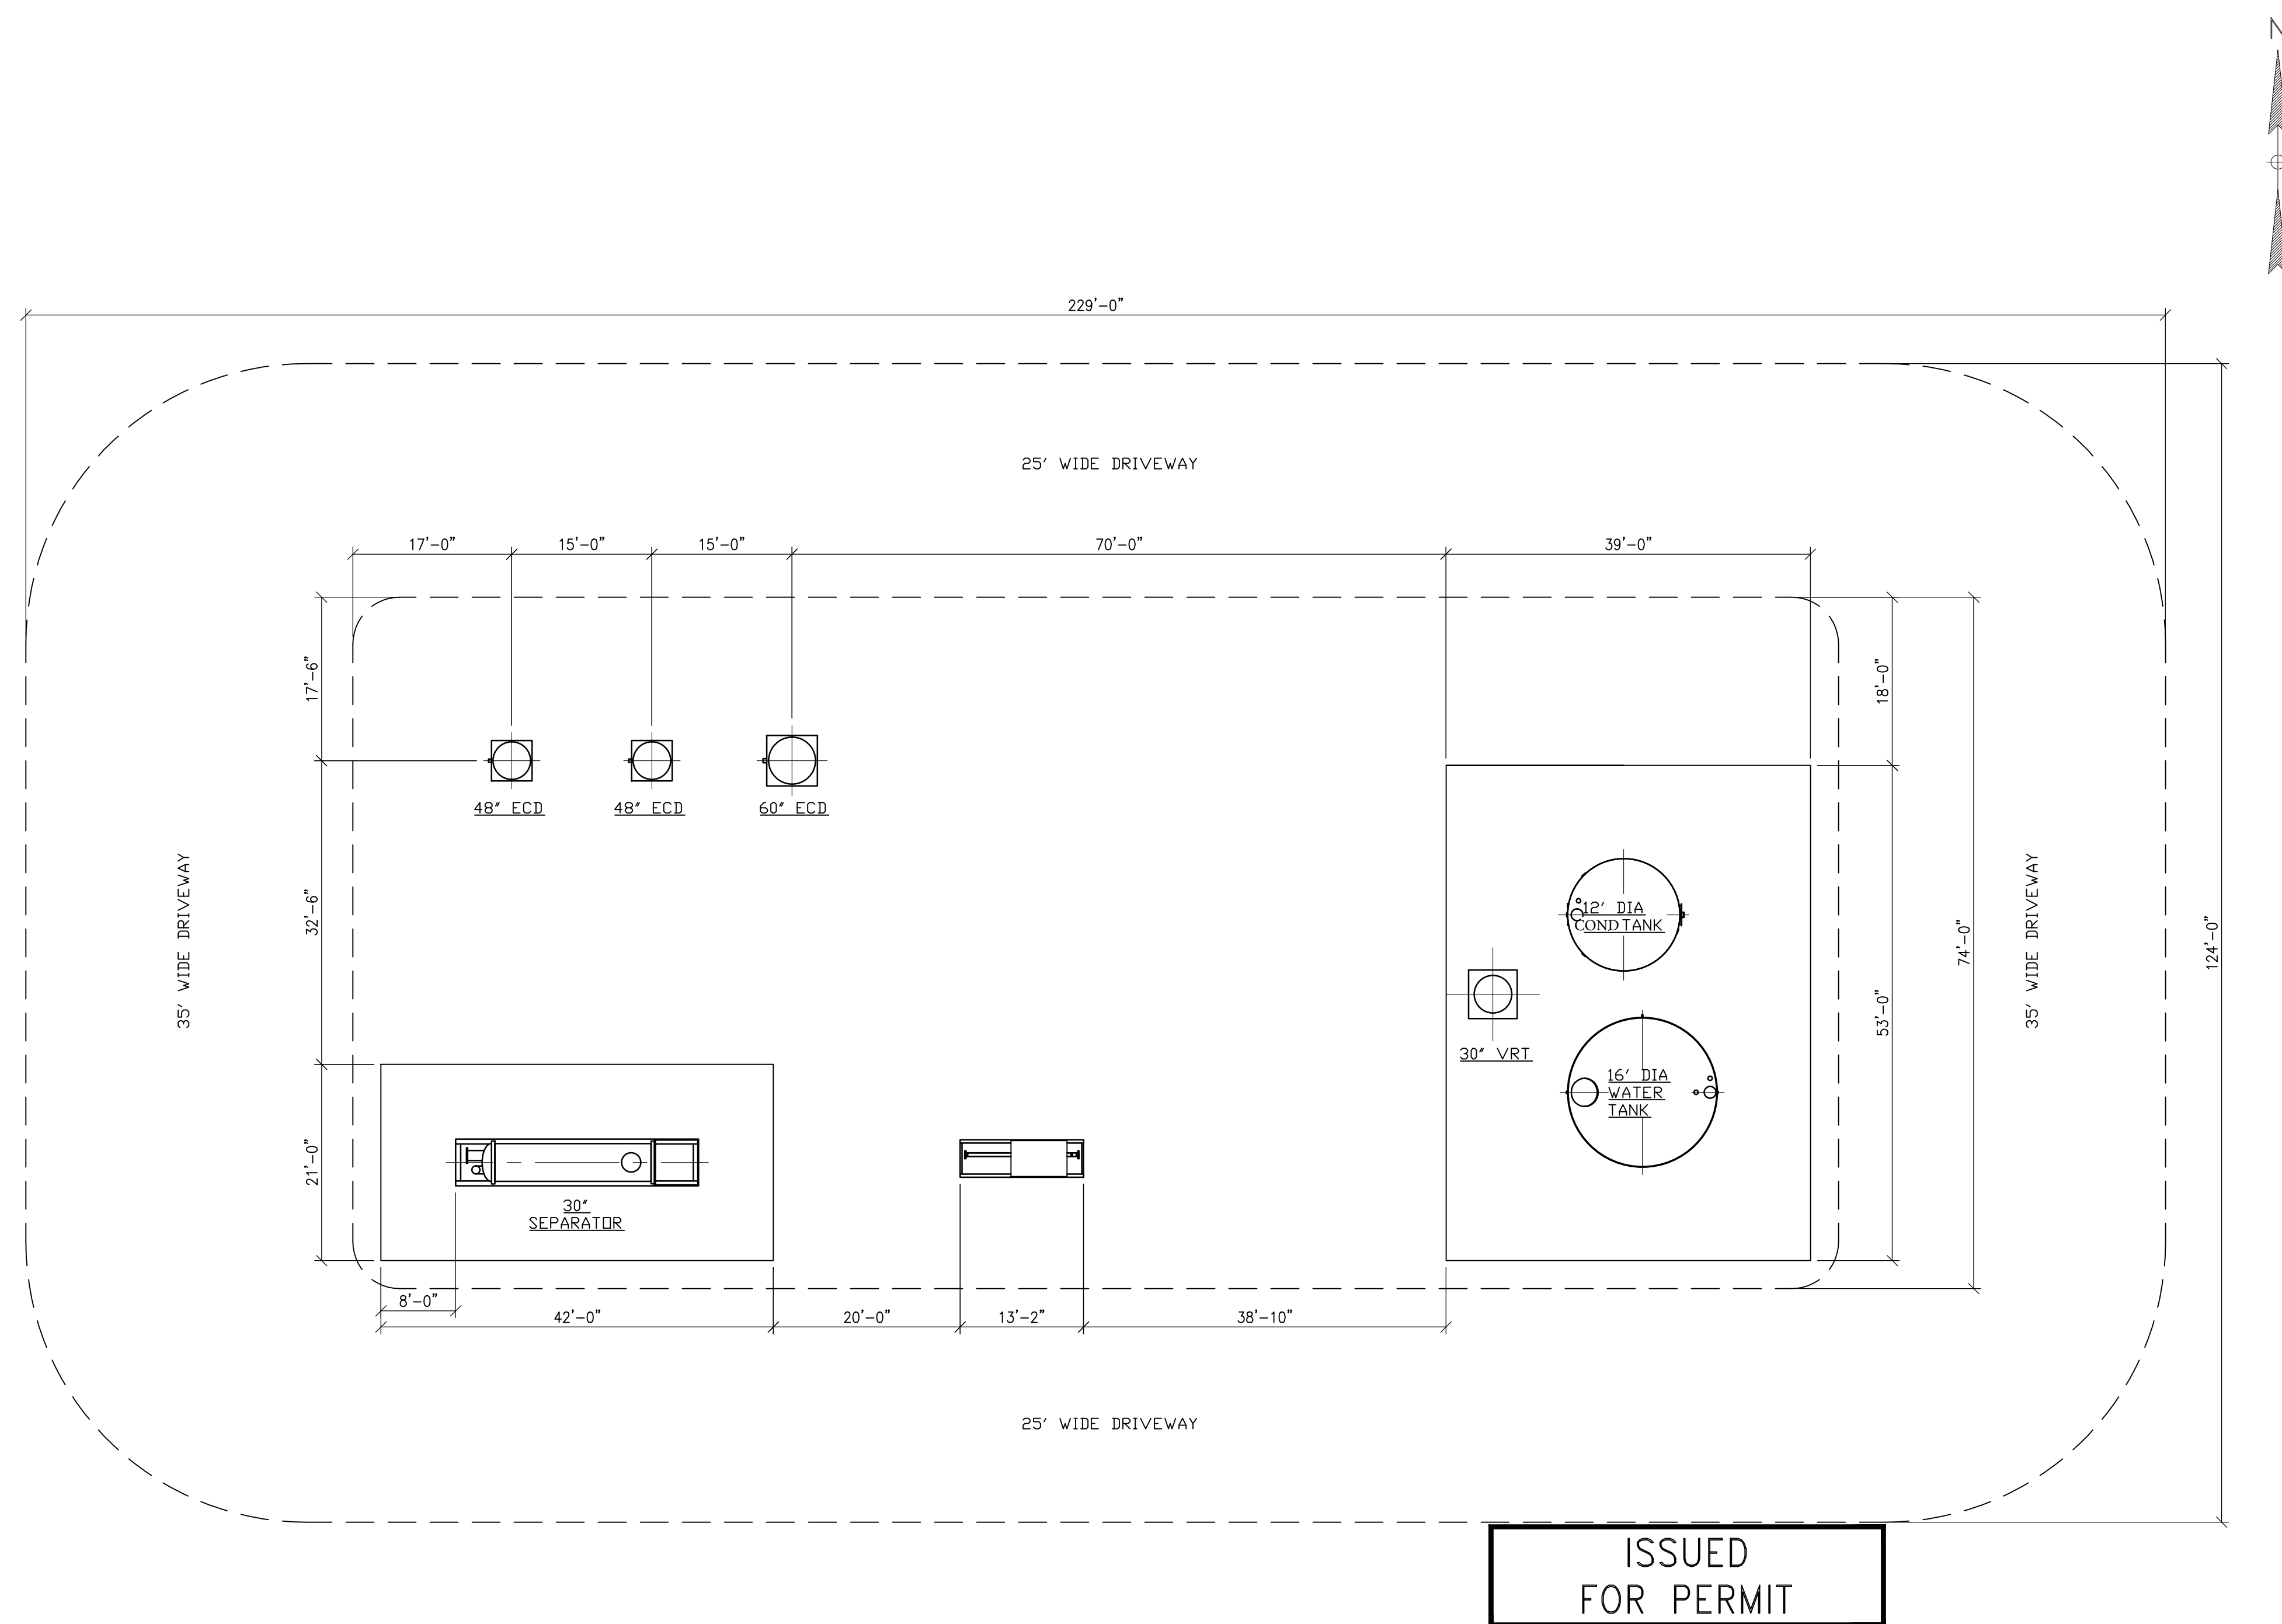 N
229'-0"
25' WIDE DRIVEWAY
17'-0" 15'-0" 15'-0" 70'-0" 39'-0"
17'-6"
18'-0"
48" ECD 48" ECD 60" ECD
35' WIDE DRIVEWAY
32'-6"
12' DIA
COND TANK
74'-0"
35' WIDE DRIVEWAY
124'-0"
53'-0"
30" VRT
16' DIA
WATER
TANK
21'-0"
30"
SEPARATOR
8'-0"
42'-0" 20'-0" 13'-2" 38'-10"
25' WIDE DRIVEWAY
ISSUED
FOR PERMIT